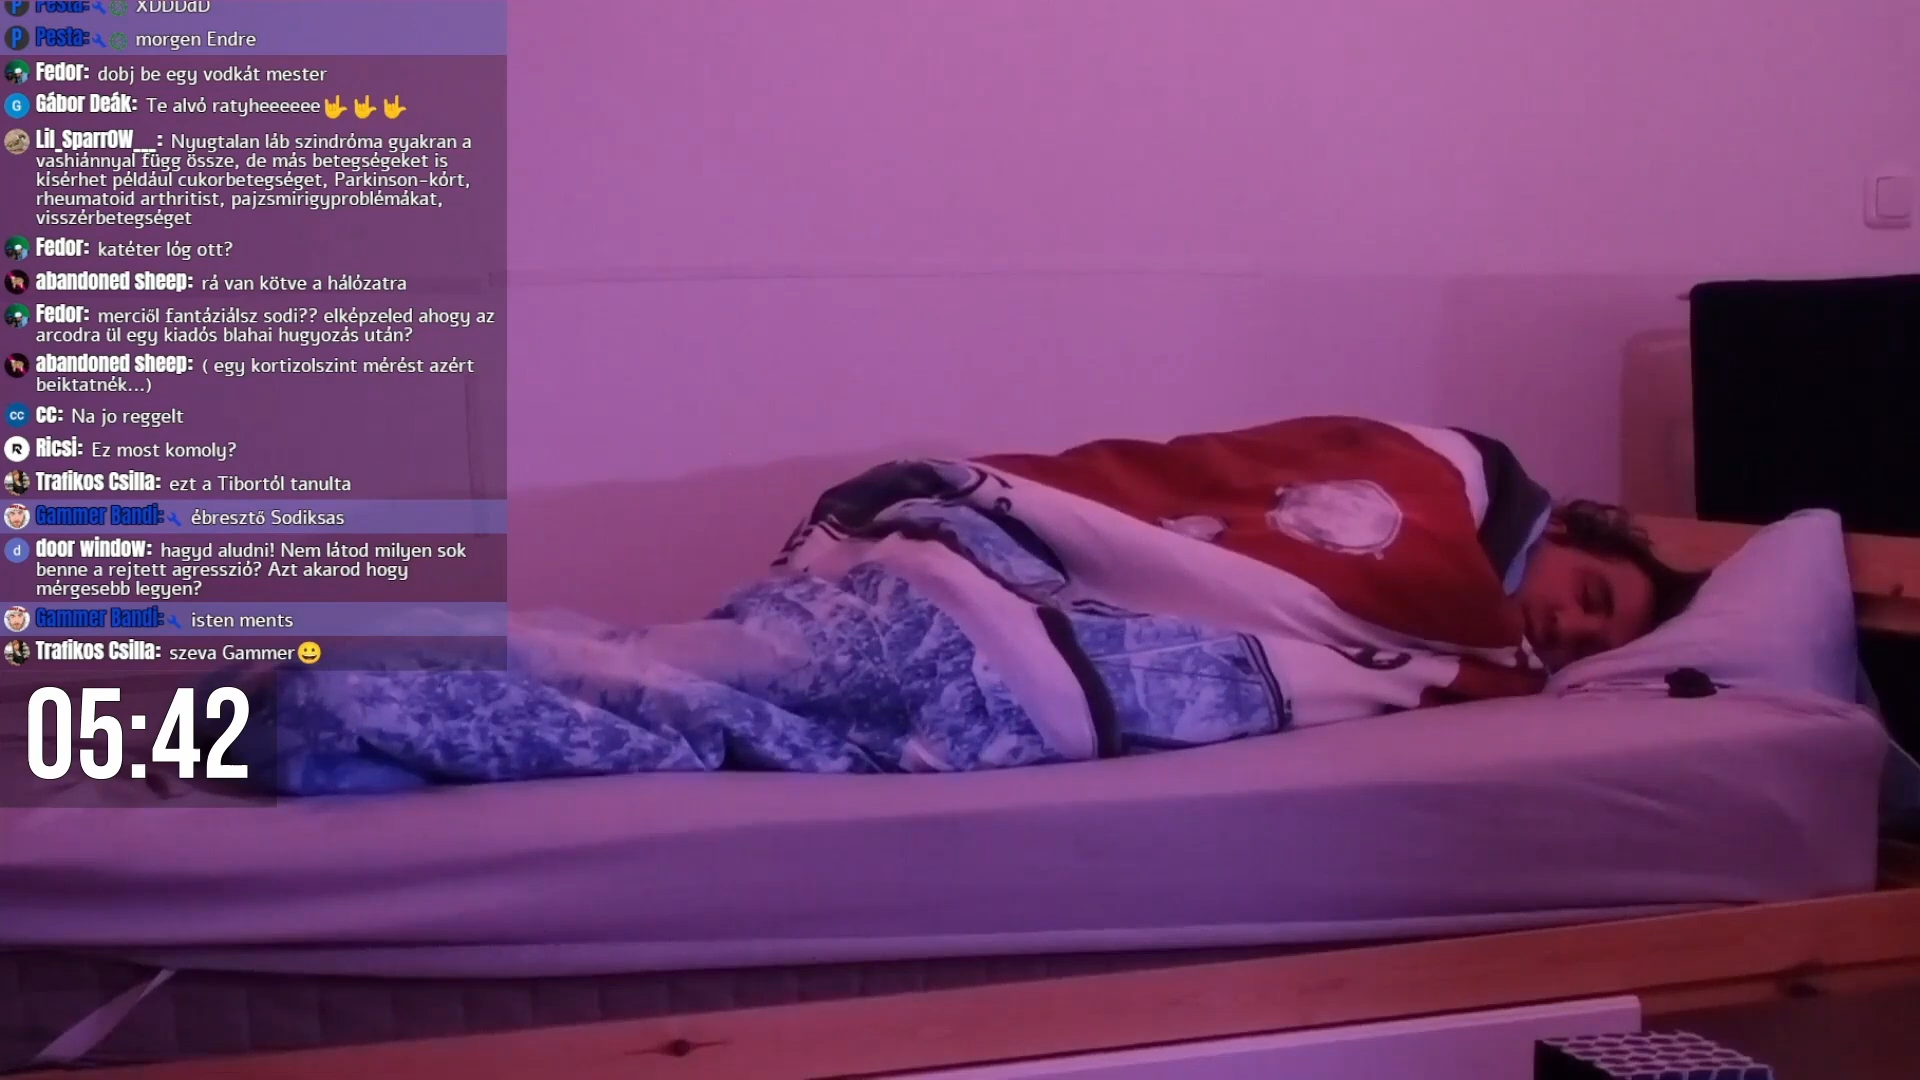 Pesta: XDDDdD
Pesta: morgen Endre
Fedor: dobj be egy vodkát mester
Gábor Deák: Te alvó ratyheeeeee🤟🤟🤟
Lil_Sparr0W___: Nyugtalan láb szindróma gyakran a
vashiánnyal függ össze, de más betegségeket is
kísérhet például cukorbetegséget, Parkinson-kórt,
rheumatoid arthritist, pajzsmirigyproblémákat,
visszérbetegséget
Fedor: katéter lóg ott?
abandoned sheep: rá van kötve a hálózatra
Fedor: merciől fantáziálsz sodi?? elképzeled ahogy az
arcodra ül egy kiadós blahai hugyozás után?
abandoned sheep: ( egy kortizolszint mérést azért
beiktatnék...)
cc: Na jo reggelt
Ricsi: Ez most komoly?
Trafikos Csilla: ezt a Tibortól tanulta
Gammer Bandi: ébresztő Sodiksas
door window: hagyd aludni! Nem látod milyen sok
benne a rejtett agresszió? Azt akarod hogy
mérgesebb legyen?
Gammer Bandi: isten ments
Trafikos Csilla: szeva Gammer😀
05:42